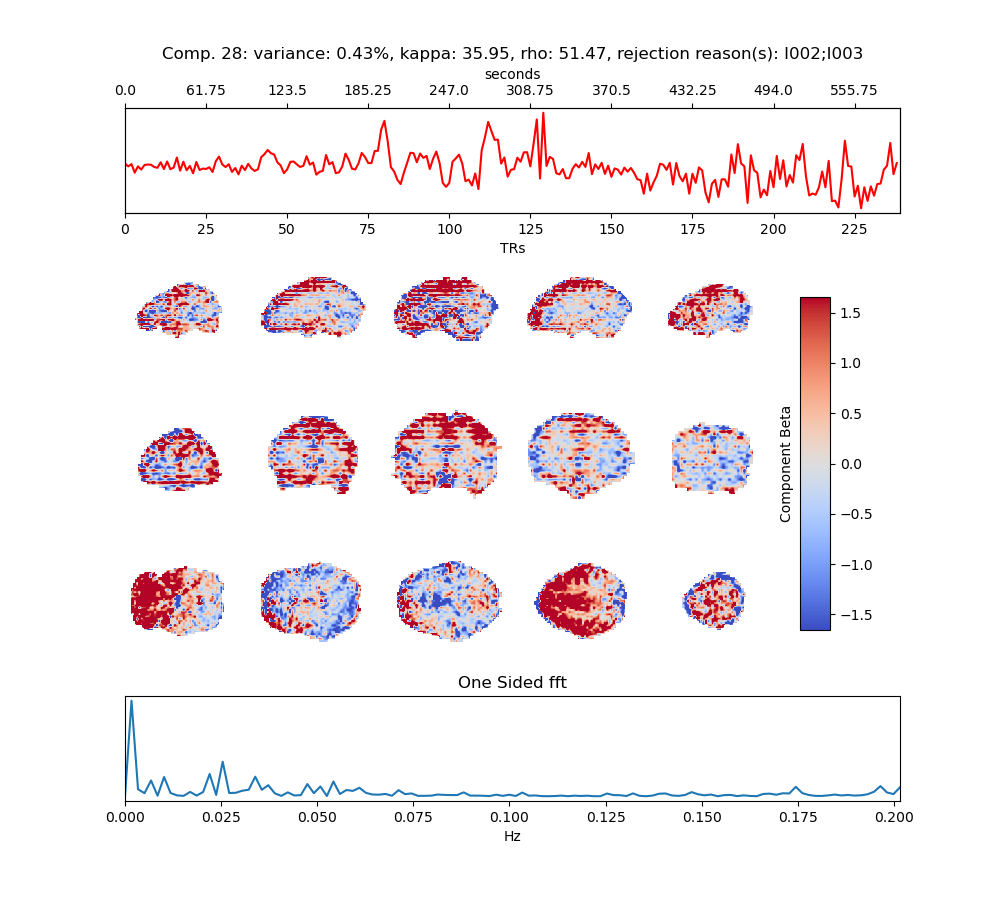 Comp. 28: variance: 0.43%, kappa: 35.95, rho: 51.47, rejection reason(s): I002;I003
seconds
0.0 61.75 123.5 185.25 247.0 308.75 370.5 432.25 494.0 555.75
0 25 50 75 100 125 150 175 200 225
TRs
1.5
1.0
0.5
0.0
−0.5
−1.0
−1.5
Component Beta
One Sided fft
0.000 0.025 0.050 0.075 0.100 0.125 0.150 0.175 0.200
Hz